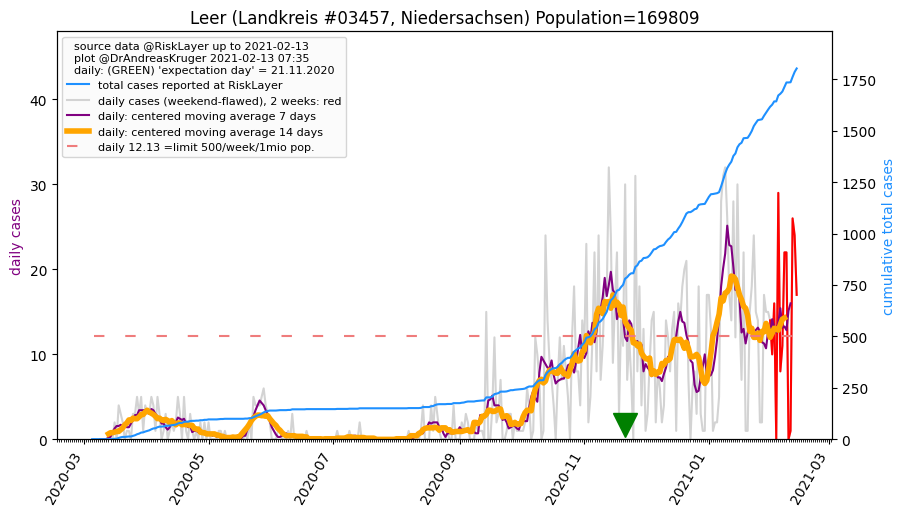 Leer (Landkreis #03457, Niedersachsen) Population=169809
source data @RiskLayer up to 2021-02-13
plot @DrAndreasKruger 2021-02-13 07:35
daily: (GREEN) 'expectation day' = 21.11.2020
total cases reported at RiskLayer
daily cases (weekend-flawed), 2 weeks: red
daily: centered moving average 7 days
daily: centered moving average 14 days
daily 12.13 =limit 500/week/1mio pop.
daily cases
40
30
20
10
0
1750
1500
1250
1000
750
500
250
0
cumulative total cases
2020-03
2020-05
2020-07
2020-09
2020-11
2021-01
2021-03